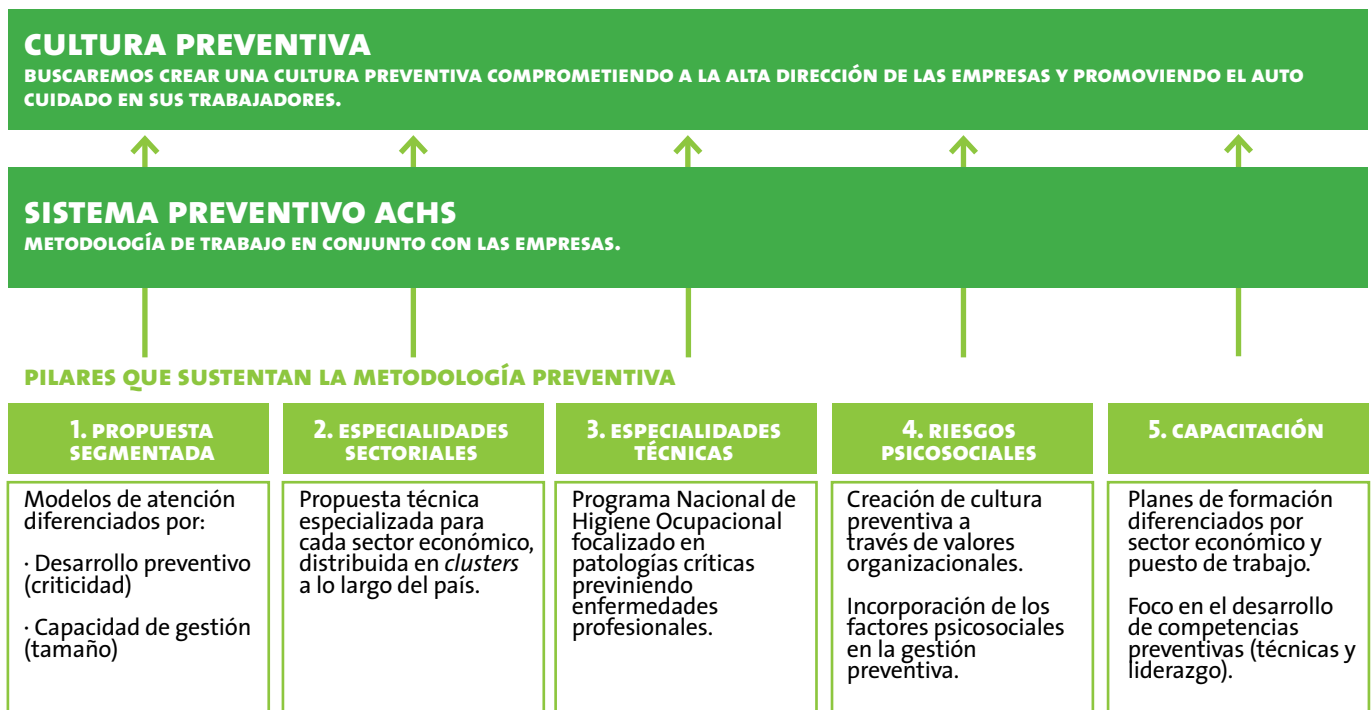 CULTURA PREVENTIVA
BUSCAREMOS CREAR UNA CULTURA PREVENTIVA COMPROMETIENDO A LA ALTA DIRECCIÓN DE LAS EMPRESAS Y PROMOVIENDO EL AUTO
CUIDADO EN SUS TRABAJADORES.
SISTEMA PREVENTIVO ACHS
METODOLOGÍA DE TRABAJO EN CONJUNTO CON LAS EMPRESAS.
PILARES QUE SUSTENTAN LA METODOLOGÍA PREVENTIVA
1. PROPUESTA
SEGMENTADA
Modelos de atención
diferenciados por:
· Desarrollo preventivo
(criticidad)
· Capacidad de gestión
(tamaño)
2. ESPECIALIDADES
SECTORIALES
Propuesta técnica
especializada para
cada sector económico,
distribuida en clusters
a lo largo del país.
3. ESPECIALIDADES
TÉCNICAS
Programa Nacional de
Higiene Ocupacional
focalizado en
patologías críticas
previniendo
enfermedades
profesionales.
4. RIESGOS
PSICOSOCIALES
Creación de cultura
preventiva a
través de valores
organizacionales.
Incorporación de los
factores psicosociales
en la gestión
preventiva.
5. CAPACITACIÓN
Planes de formación
diferenciados por
sector económico y
puesto de trabajo.
Foco en el desarrollo
de competencias
preventivas (técnicas y
liderazgo).